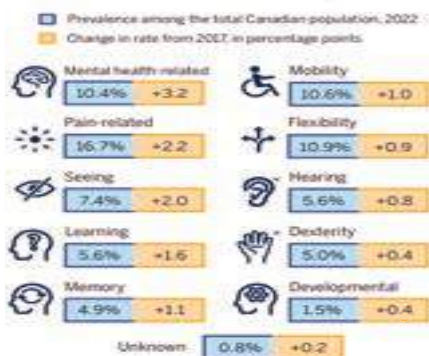 Prevalence among the total Canadian population, 2022
Change in rate from 2017, in percentage points
Mental health-related
10.4% +3.2
Mobility
10.6% +1.0
Pain-related
16.7% +2.2
Flexibility
10.9% +0.9
Seeing
7.4% +2.0
Hearing
5.6% +0.8
Learning
5.6% +1.6
Dexterity
5.0% +0.4
Memory
4.9% +1.1
Developmental
1.5% +0.4
Unknown 0.8% +0.2